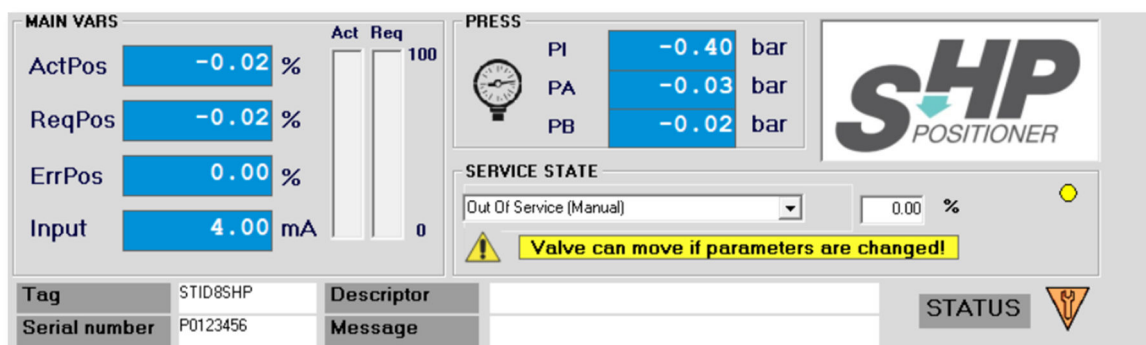 MAIN VARS
Act Req
100
ActPos -0.02 %
ReqPos -0.02 %
ErrPos 0.00 %
Input 4.00 mA
0
PRESS
PI -0.40 bar
PA -0.03 bar
PB -0.02 bar
SHP
POSITIONER
SERVICE STATE
Out Of Service (Manual) 0.00 %
Valve can move if parameters are changed!
Tag STID8SHP Descriptor
Serial number P0123456 Message
STATUS